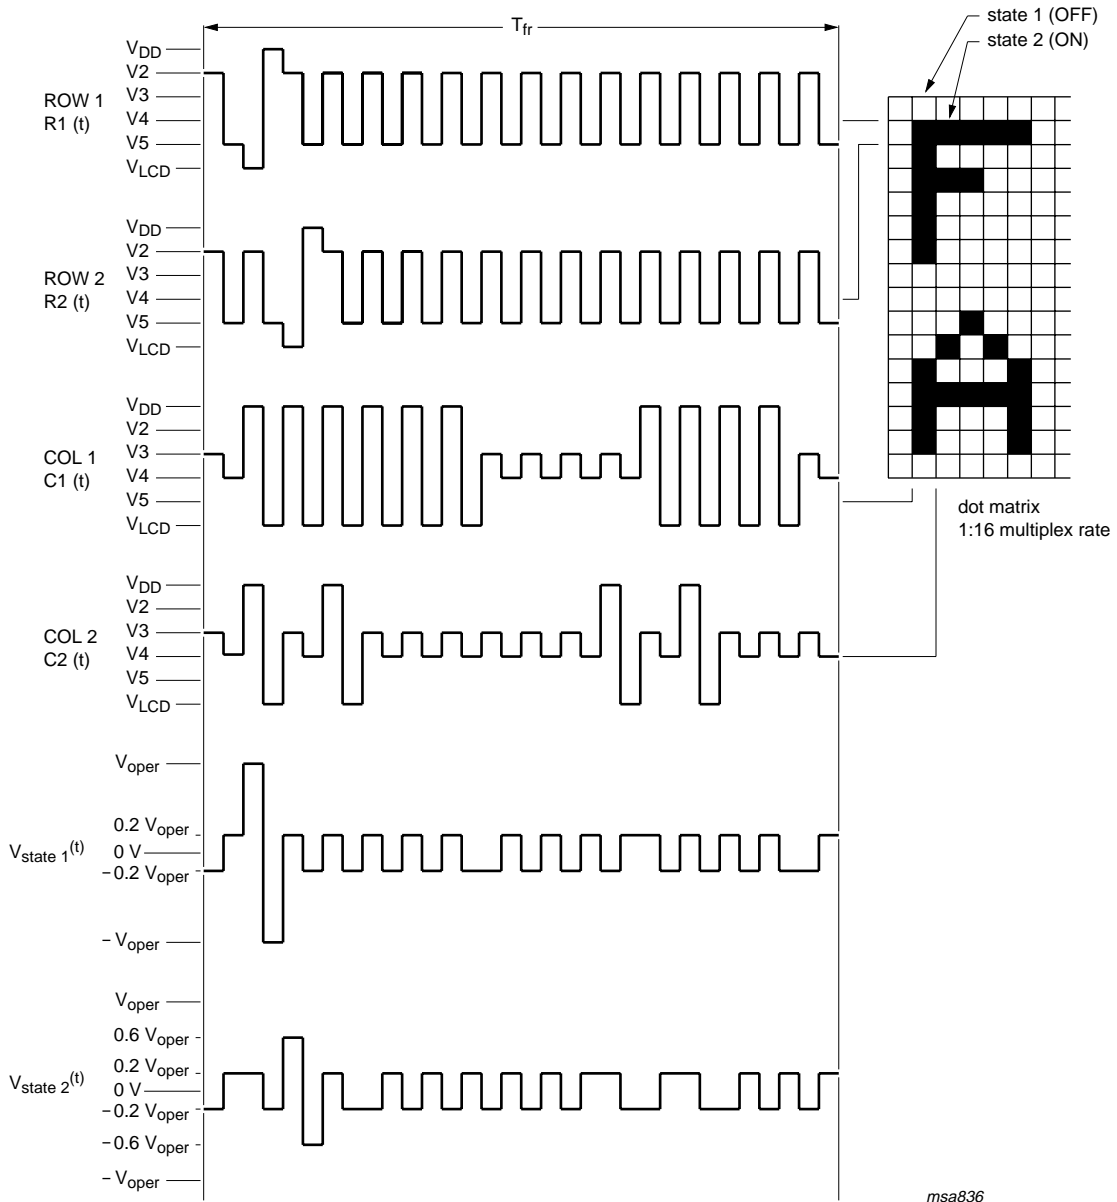 T_fr
state 1 (OFF)
state 2 (ON)
ROW 1
R1 (t)
V_DD
V2
V3
V4
V5
V_LCD
ROW 2
R2 (t)
V_DD
V2
V3
V4
V5
V_LCD
COL 1
C1 (t)
V_DD
V2
V3
V4
V5
V_LCD
dot matrix
1:16 multiplex rate
COL 2
C2 (t)
V_DD
V2
V3
V4
V5
V_LCD
V_state 1(t)
V_oper
0.2 V_oper
0 V
−0.2 V_oper
−V_oper
V_state 2(t)
V_oper
0.6 V_oper
0.2 V_oper
0 V
−0.2 V_oper
−0.6 V_oper
−V_oper
msa836